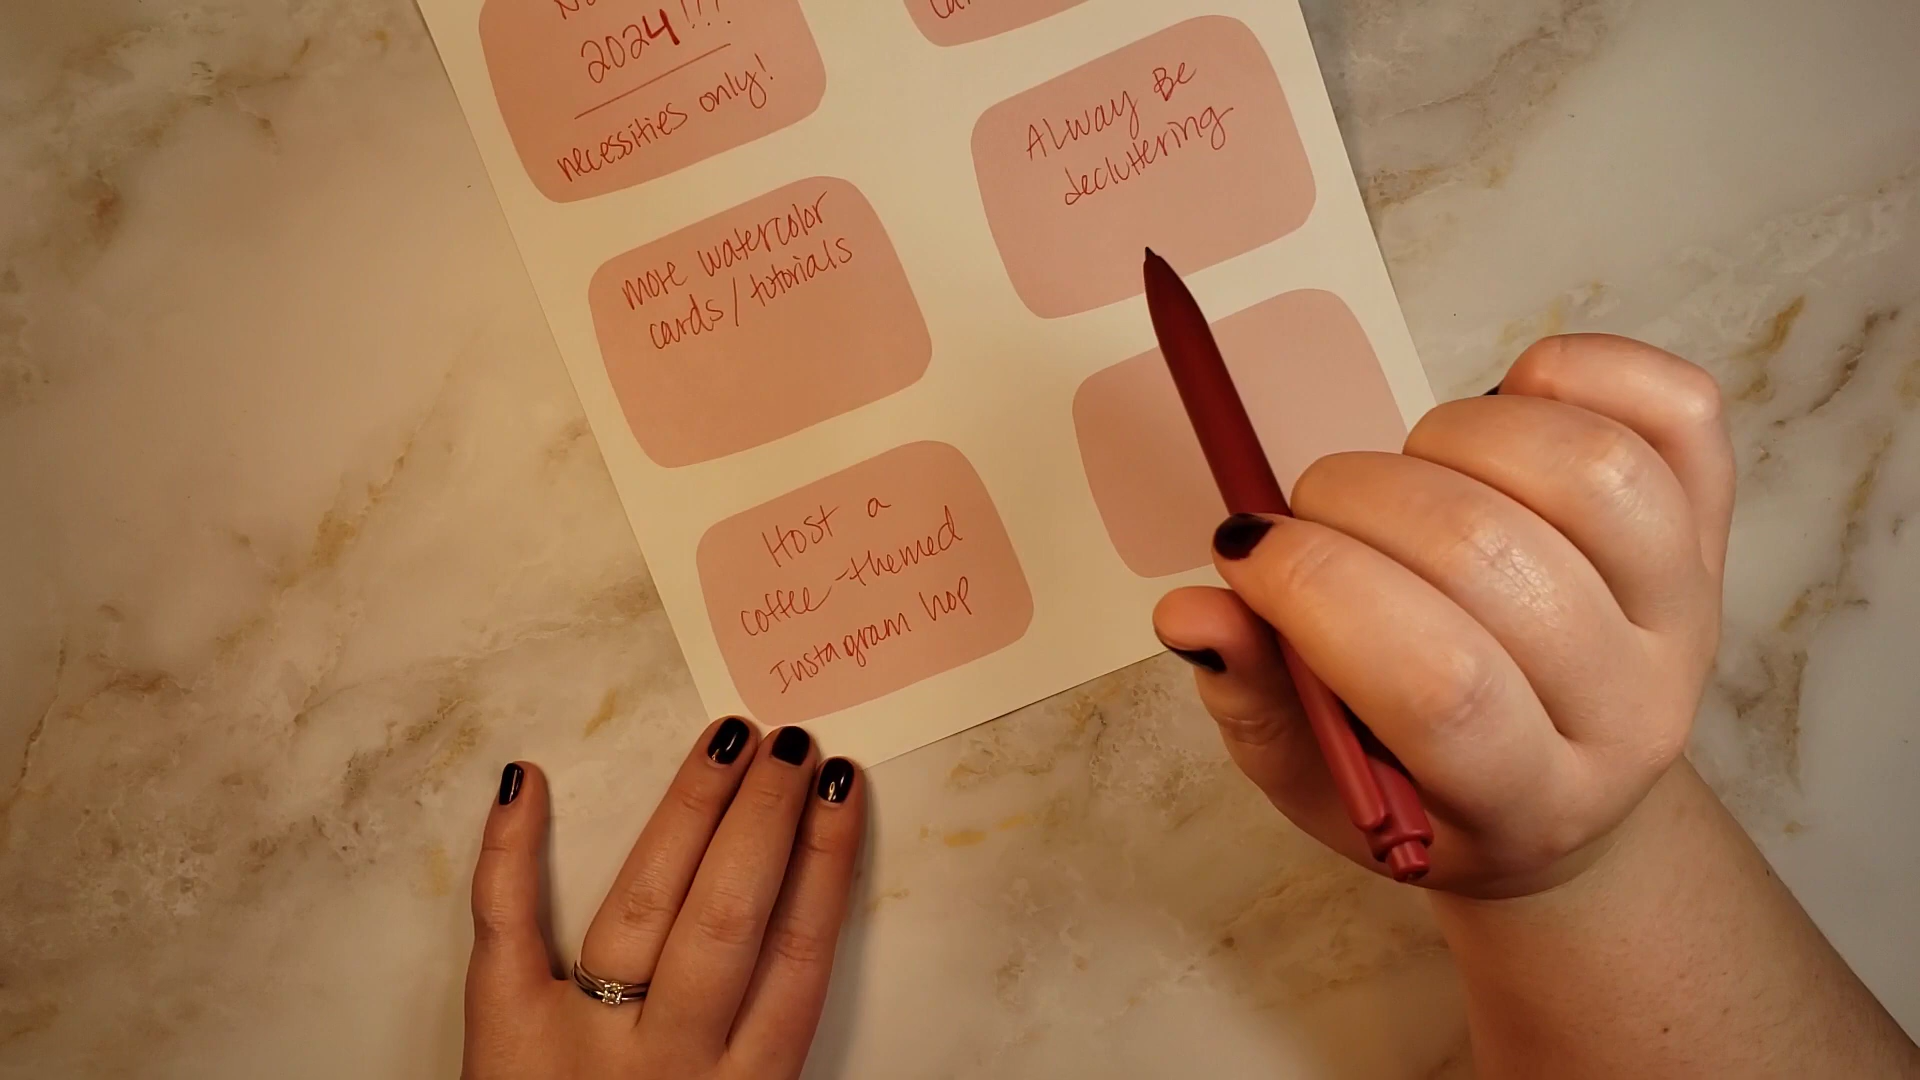 2024!!!
necessities only!
more watercolor
cards/tutorials
Host a
coffee-themed
Instagram hop
Alway Be
decluttering